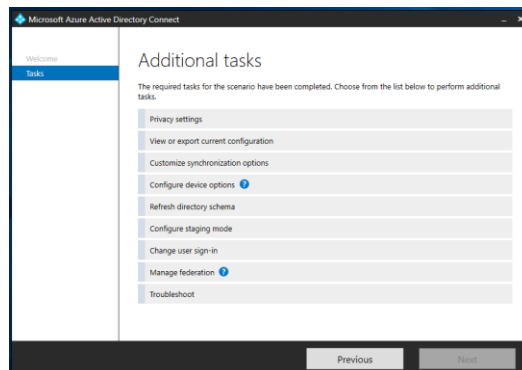 Microsoft Azure Active Directory Connect
Welcome
Tasks
Additional tasks
The required tasks for the scenario have been completed. Choose from the list below to perform additional
tasks.
Privacy settings
View or export current configuration
Customize synchronization options
Configure device options ?
Refresh directory schema
Configure staging mode
Change user sign-in
Manage federation ?
Troubleshoot
Previous
Next